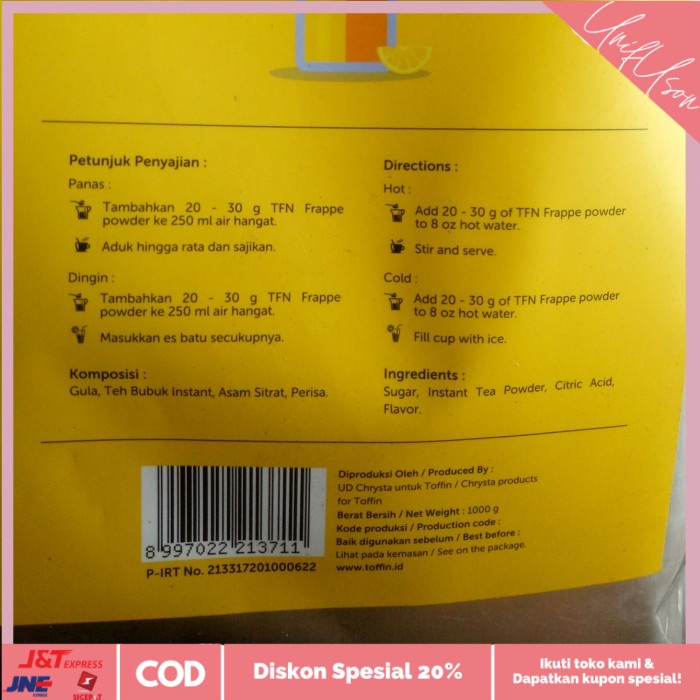 UnifUson
Petunjuk Penyajian :
Panas :
Tambahkan 20 - 30 g TFN Frappe
powder ke 250 ml air hangat.
Aduk hingga rata dan sajikan.
Dingin :
Tambahkan 20 - 30 g TFN Frappe
powder ke 250 ml air hangat.
Masukkan es batu secukupnya.
Komposisi :
Gula, Teh Bubuk Instant, Asam Sitrat, Perisa.
Directions :
Hot :
Add 20 - 30 g of TFN Frappe powder
to 8 oz hot water.
Stir and serve.
Cold :
Add 20 - 30 g of TFN Frappe powder
to 8 oz hot water.
Fill cup with ice.
Ingredients :
Sugar, Instant Tea Powder, Citric Acid,
Flavor.
8 997022 213711
P-IRT No. 213317201000622
Diproduksi Oleh / Produced By :
UD Chrysta untuk Toffin / Chrysta products
for Toffin
Berat Bersih / Net Weight : 1000 g
Kode produksi / Production code :
Baik digunakan sebelum / Best before :
Lihat pada kemasan / See on the package.
www.toffin.id
J&T EXPRESS
JNE EXPRESS
SICEPAT
COD
Diskon Spesial 20%
Ikuti toko kami &
Dapatkan kupon spesial!